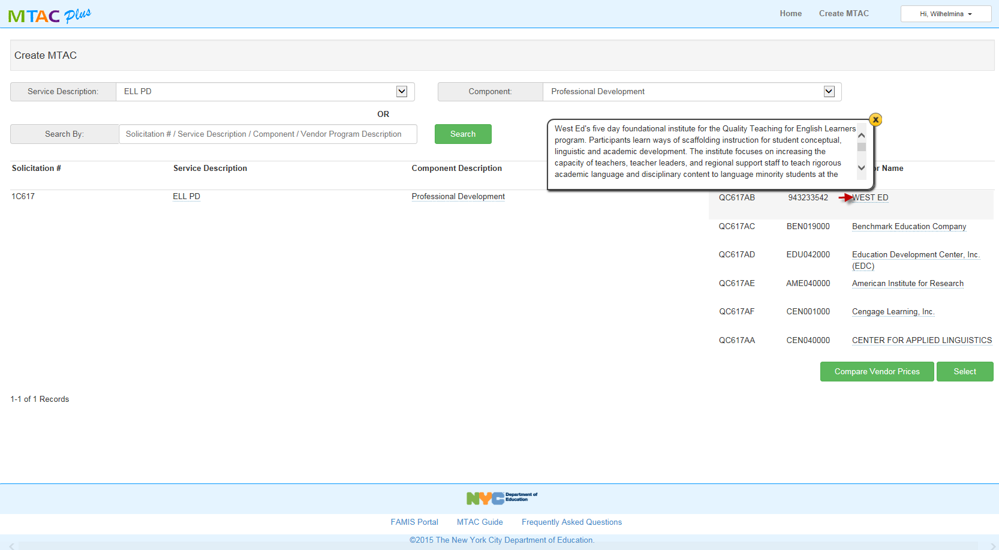 MTAC Plus
Home
Create MTAC
Hi, Wilhelmina
Create MTAC
Service Description:
ELL PD
Component:
Professional Development
OR
Search By:
Solicitation # / Service Description / Component / Vendor Program Description
Search
x
West Ed's five day foundational institute for the Quality Teaching for English Learners
program. Participants learn ways of scaffolding instruction for student conceptual,
linguistic and academic development. The institute focuses on increasing the
capacity of teachers, teacher leaders, and regional support staff to teach rigorous
academic language and disciplinary content to language minority students at the
Solicitation #
Service Description
Component Description
or Name
1C617
ELL PD
Professional Development
QC617AB 943233542 WEST ED
QC617AC BEN019000 Benchmark Education Company
QC617AD EDU042000 Education Development Center, Inc.
(EDC)
QC617AE AME040000 American Institute for Research
QC617AF CEN001000 Cengage Learning, Inc.
QC617AA CEN040000 CENTER FOR APPLIED LINGUISTICS
Compare Vendor Prices
Select
1-1 of 1 Records
NYC Department of
Education
FAMIS Portal
MTAC Guide
Frequently Asked Questions
©2015 The New York City Department of Education.